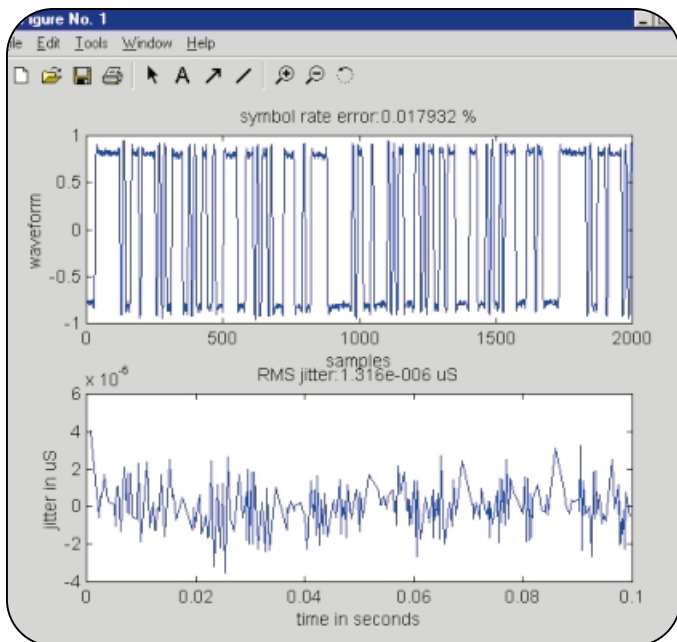 Figure No. 1
Edit Tools Window Help
A
symbol rate error:0.017932 %
1
0.5
0
-0.5
-1
waveform
0 500 1000 1500 2000
samples
RMS jitter:1.316e-006 uS
x 10-6
6
4
2
0
-2
-4
jitter in uS
0 0.02 0.04 0.06 0.08 0.1
time in seconds